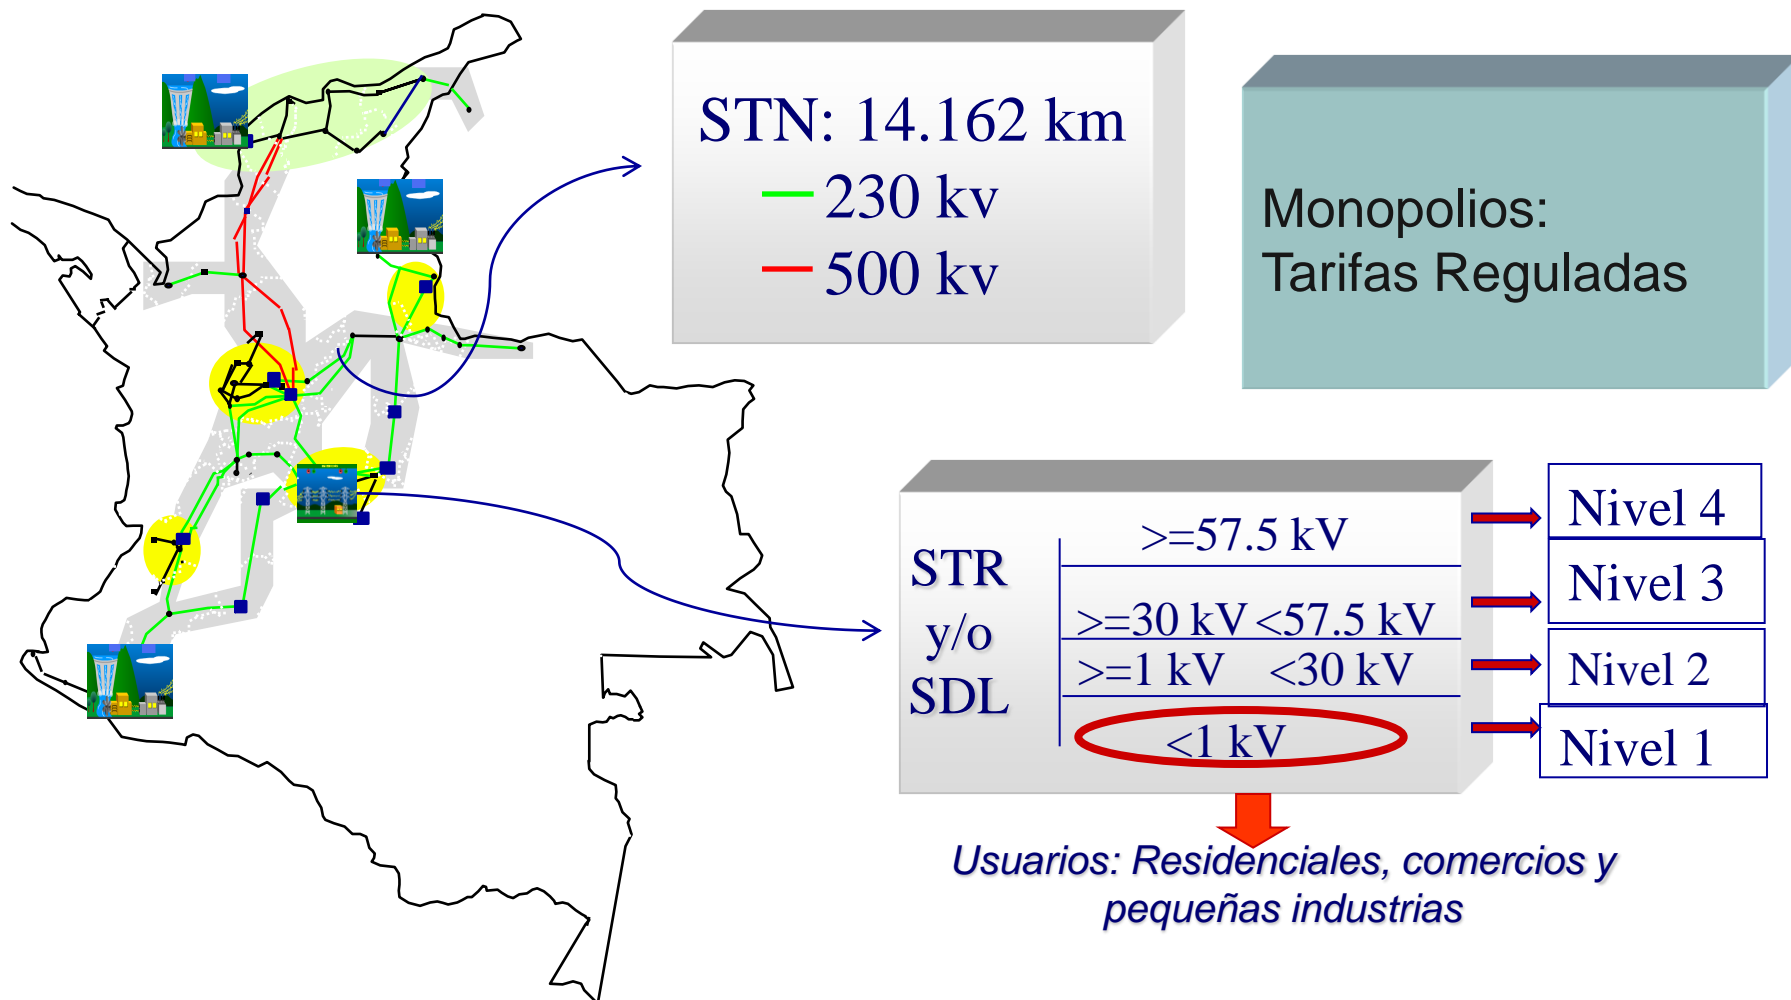 STN: 14.162 km
230 kv
500 kv
Monopolios:
Tarifas Reguladas
STR
y/o
SDL
>=57.5 kV
>=30 kV <57.5 kV
>=1 kV <30 kV
<1 kV
Nivel 4
Nivel 3
Nivel 2
Nivel 1
Usuarios: Residenciales, comercios y
pequeñas industrias